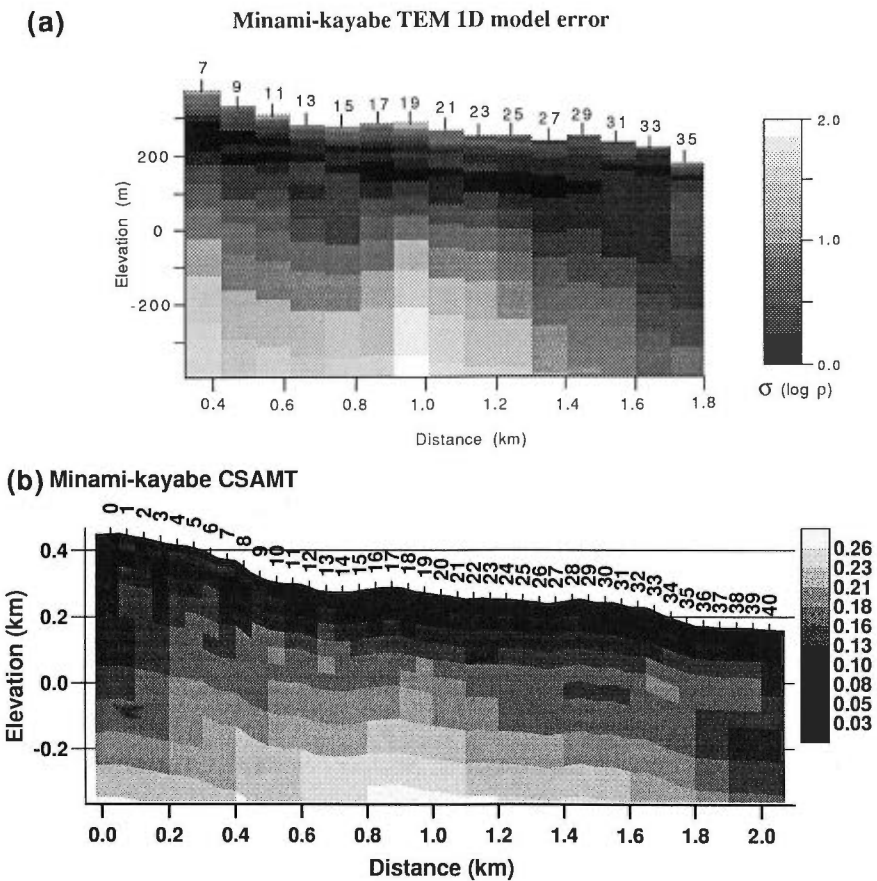 (a) Minami-kayabe TEM 1D model error
7 9 11 13 15 17 19 21 23 25 27 29 31 33 35
200
0
-200
Elevation (m)
0.4 0.6 0.8 1.0 1.2 1.4 1.6 1.8
Distance (km)
2.0
1.0
0.0
σ (log ρ)
(b) Minami-kayabe CSAMT
0 1 2 3 4 5 6 7 8 9 10 11 12 13 14 15 16 17 18 19 20 21 22 23 24 25 26 27 28 29 30 31 32 33 34 35 36 37 38 39 40
0.4
0.2
0.0
-0.2
Elevation (km)
0.0 0.2 0.4 0.6 0.8 1.0 1.2 1.4 1.6 1.8 2.0
Distance (km)
0.26
0.23
0.21
0.18
0.16
0.13
0.10
0.08
0.05
0.03